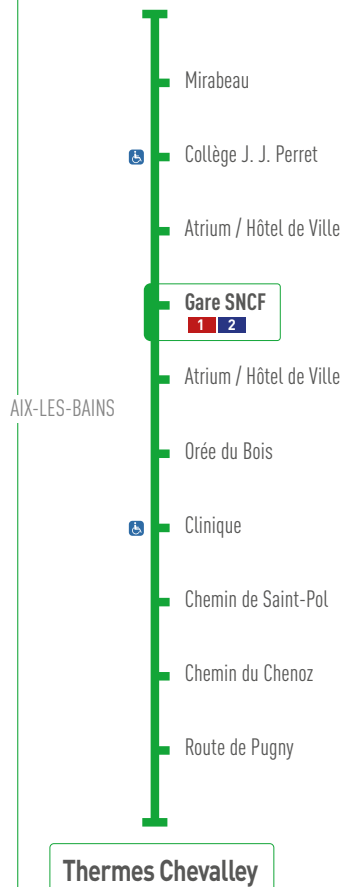 Mirabeau
Collège J. J. Perret
Atrium / Hôtel de Ville
Gare SNCF
1 2
Atrium / Hôtel de Ville
AIX-LES-BAINS
Orée du Bois
Clinique
Chemin de Saint-Pol
Chemin du Chenoz
Route de Pugny
Thermes Chevalley